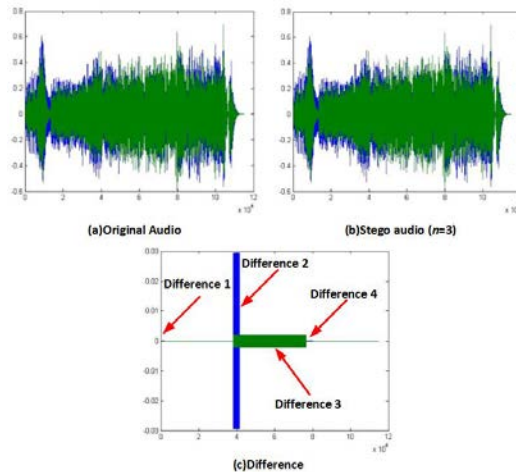 0.8
0.6
0.4
0.2
0
-0.2
-0.4
-0.6
0 2 4 6 8 10 12
x 10⁴
(a)Original Audio
0.8
0.6
0.4
0.2
0
-0.2
-0.4
-0.6
0 2 4 6 8 10 12
x 10⁴
(b)Stego audio (n=3)
0.03
0.02
0.01
0
-0.01
-0.02
-0.03
Difference 1
Difference 2
Difference 4
Difference 3
0 2 4 6 8 10 12
x 10⁴
(c)Difference